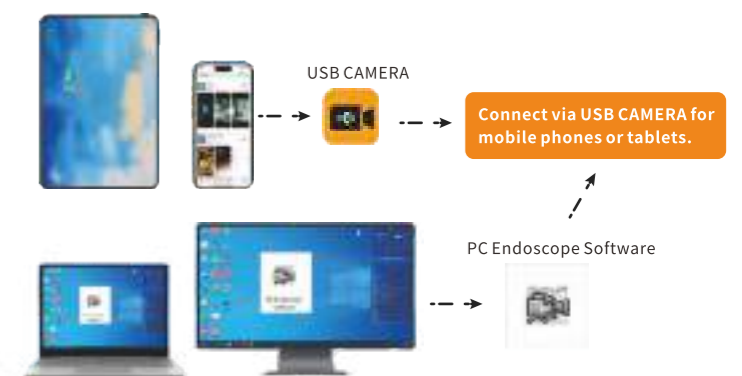 USB CAMERA
Connect via USB CAMERA for
mobile phones or tablets.
PC Endoscope Software